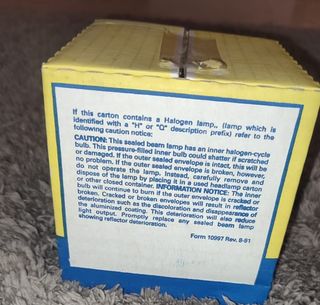 If this carton contains a Halogen lamp,. (lamp which is
identified with a "H" or "Q" description prefix) refer to the
following caution notice:
CAUTION: This sealed beam lamp has an inner halogen-cycle
bulb. This pressure-filled inner bulb could shatter if scratched
or damaged. If the outer sealed envelope is intact, this will be
no problem. If the outer sealed envelope is broken, however,
do not operate the lamp. Instead, carefully remove and
dispose of the lamp by placing it in a used headlamp carton
or other closed container. INFORMATION NOTICE: The inner
bulb will continue to burn if the outer envelope is cracked or
broken. Cracked or broken envelopes will result in reflector
deterioration such as the discoloration and disappearance of
the aluminized coating. This deterioration will also reduce
light output. Promptly replace any sealed beam lamp
showing reflector deterioration.
Form 10997 Rev. 8-81